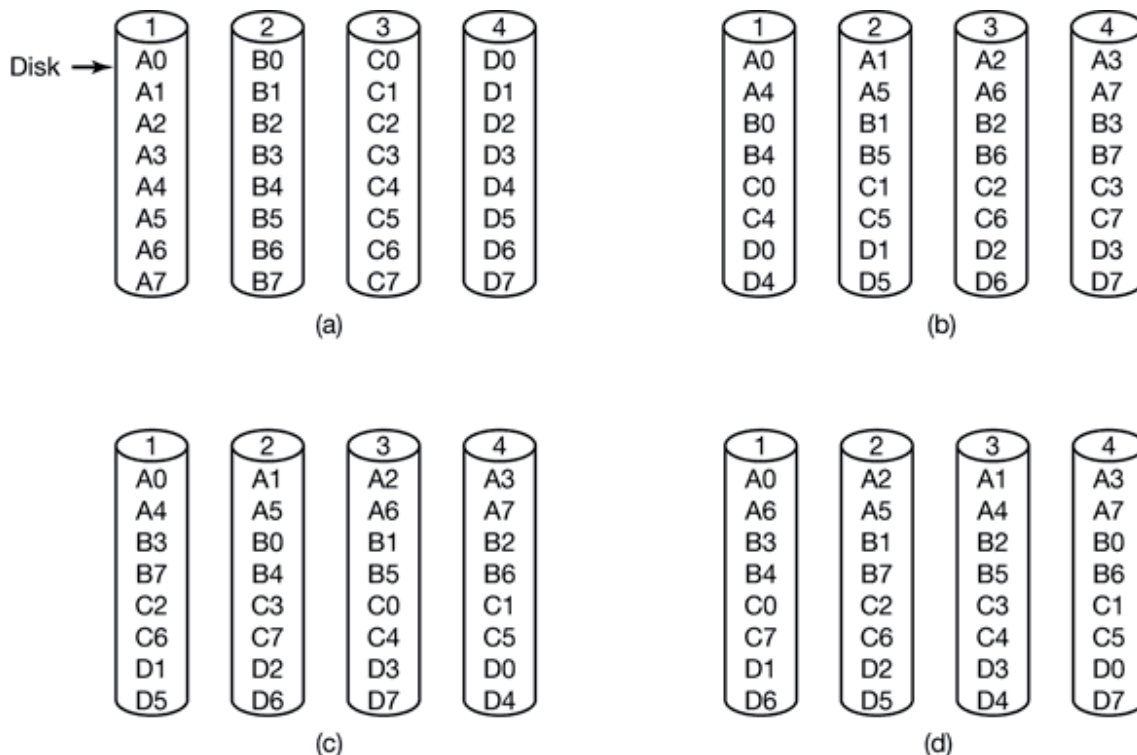 1 2 3 4 1 2 3 4
Disk A0 B0 C0 D0 A0 A1 A2 A3
A1 B1 C1 D1 A4 A5 A6 A7
A2 B2 C2 D2 B0 B1 B2 B3
A3 B3 C3 D3 B4 B5 B6 B7
A4 B4 C4 D4 C0 C1 C2 C3
A5 B5 C5 D5 C4 C5 C6 C7
A6 B6 C6 D6 D0 D1 D2 D3
A7 B7 C7 D7 D4 D5 D6 D7
(a) (b)
1 2 3 4 1 2 3 4
A0 A1 A2 A3 A0 A2 A1 A3
A4 A5 A6 A7 A6 A5 A4 A7
B3 B0 B1 B2 B3 B1 B2 B0
B7 B4 B5 B6 B4 B7 B5 B6
C2 C3 C0 C1 C0 C2 C3 C1
C6 C7 C4 C5 C7 C6 C4 C5
D1 D2 D3 D0 D1 D2 D3 D0
D5 D6 D7 D4 D6 D5 D4 D7
(c) (d)